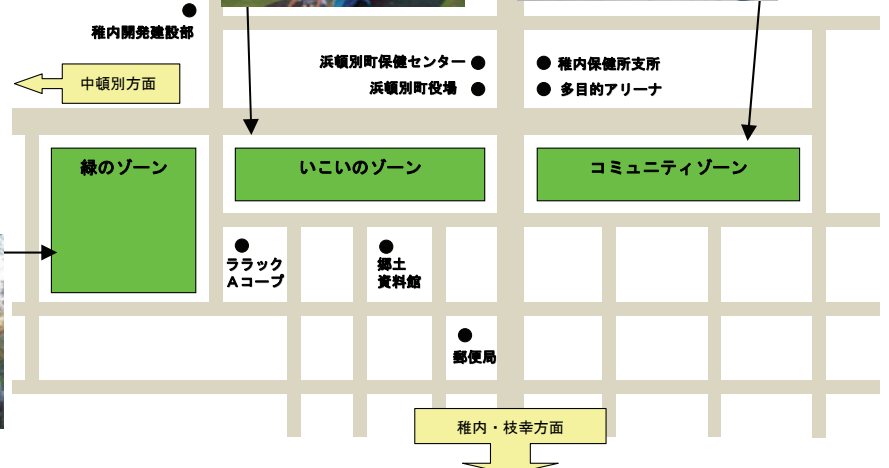 稚内開発建設部
中頓別方面
浜頓別町保健センター
浜頓別町役場
稚内保健所支所
多目的アリーナ
緑のゾーン
いこいのゾーン
コミュニティゾーン
ララック
Aコープ
郷土
資料館
郵便局
稚内・枝幸方面